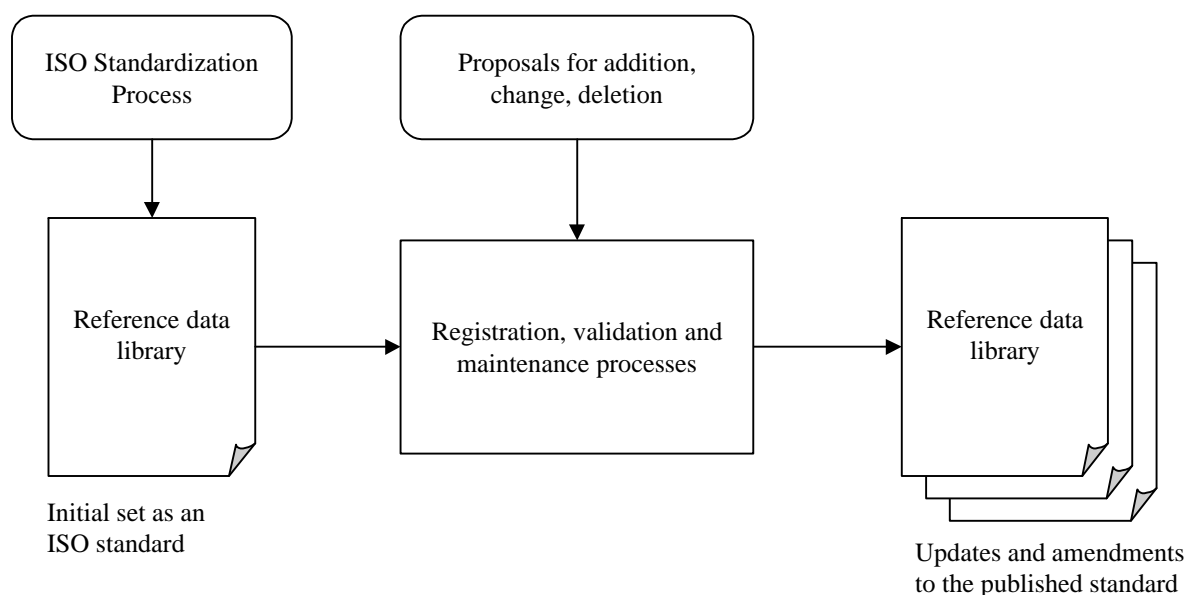 ISO Standardization
Process
Proposals for addition,
change, deletion
Reference data
library
Registration, validation and
maintenance processes
Reference data
library
Initial set as an
ISO standard
Updates and amendments
to the published standard